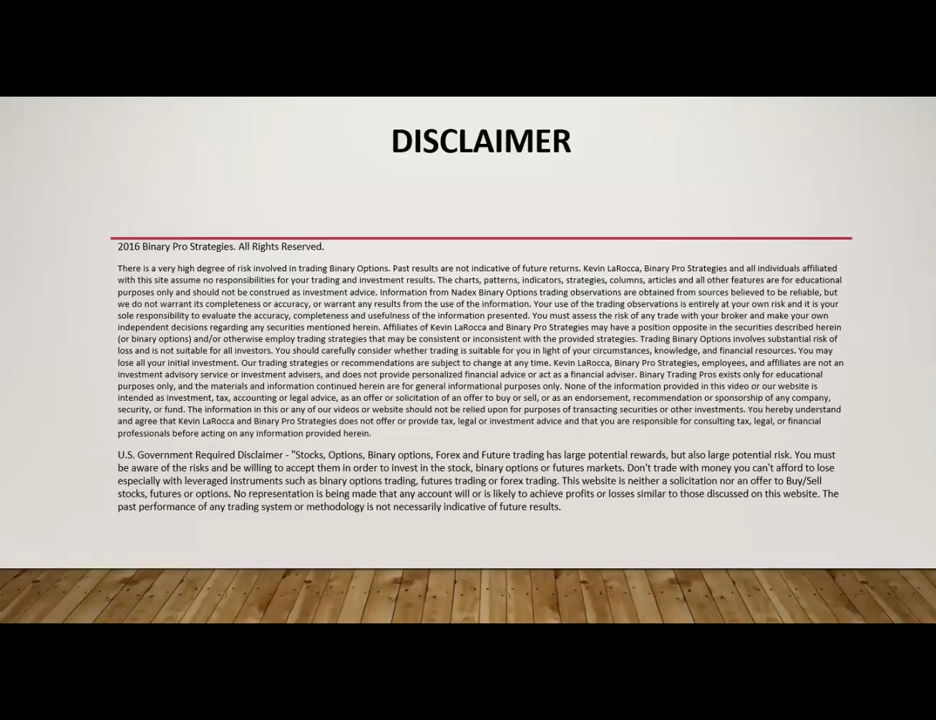 DISCLAIMER
2016 Binary Pro Strategies. All Rights Reserved.
There is a very high degree of risk involved in trading Binary Options. Past results are not indicative of future returns. Kevin LaRocca, Binary Pro Strategies and all individuals affiliated
with this site assume no responsibilities for your trading and investment results. The charts, patterns, indicators, strategies, columns, articles and all other features are for educational
purposes only and should not be construed as investment advice. Information from Nadex Binary Options trading observations are obtained from sources believed to be reliable, but
we do not warrant its completeness or accuracy, or warrant any results from the use of the information. Your use of the trading observations is entirely at your own risk and it is your
sole responsibility to evaluate the accuracy, completeness and usefulness of the information presented. You must assess the risk of any trade with your broker and make your own
independent decisions regarding any securities mentioned herein. Affiliates of Kevin LaRocca and Binary Pro Strategies may have a position opposite in the securities described herein
(or binary options) and/or otherwise employ trading strategies that may be consistent or inconsistent with the provided strategies. Trading Binary Options involves substantial risk of
loss and is not suitable for all investors. You should carefully consider whether trading is suitable for you in light of your circumstances, knowledge, and financial resources. You may
lose all your initial investment. Our trading strategies or recommendations are subject to change at any time. Kevin LaRocca, Binary Pro Strategies, employees, and affiliates are not an
investment advisory service or investment advisers, and does not provide personalized financial advice or act as a financial adviser. Binary Trading Pros exists only for educational
purposes only, and the materials and information continued herein are for general informational purposes only. None of the information provided in this video or our website is
intended as investment, tax, accounting or legal advice, as an offer or solicitation of an offer to buy or sell, or as an endorsement, recommendation or sponsorship of any company,
security, or fund. The information in this or any of our videos or website should not be relied upon for purposes of transacting securities or other investments. You hereby understand
and agree that Kevin LaRocca and Binary Pro Strategies does not offer or provide tax, legal or investment advice and that you are responsible for consulting tax, legal, or financial
professionals before acting on any information provided herein.
U.S. Government Required Disclaimer - "Stocks, Options, Binary options, Forex and Future trading has large potential rewards, but also large potential risk. You must
be aware of the risks and be willing to accept them in order to invest in the stock, binary options or futures markets. Don't trade with money you can't afford to lose
especially with leveraged instruments such as binary options trading, futures trading or forex trading. This website is neither a solicitation nor an offer to Buy/Sell
stocks, futures or options. No representation is being made that any account will or is likely to achieve profits or losses similar to those discussed on this website. The
past performance of any trading system or methodology is not necessarily indicative of future results.